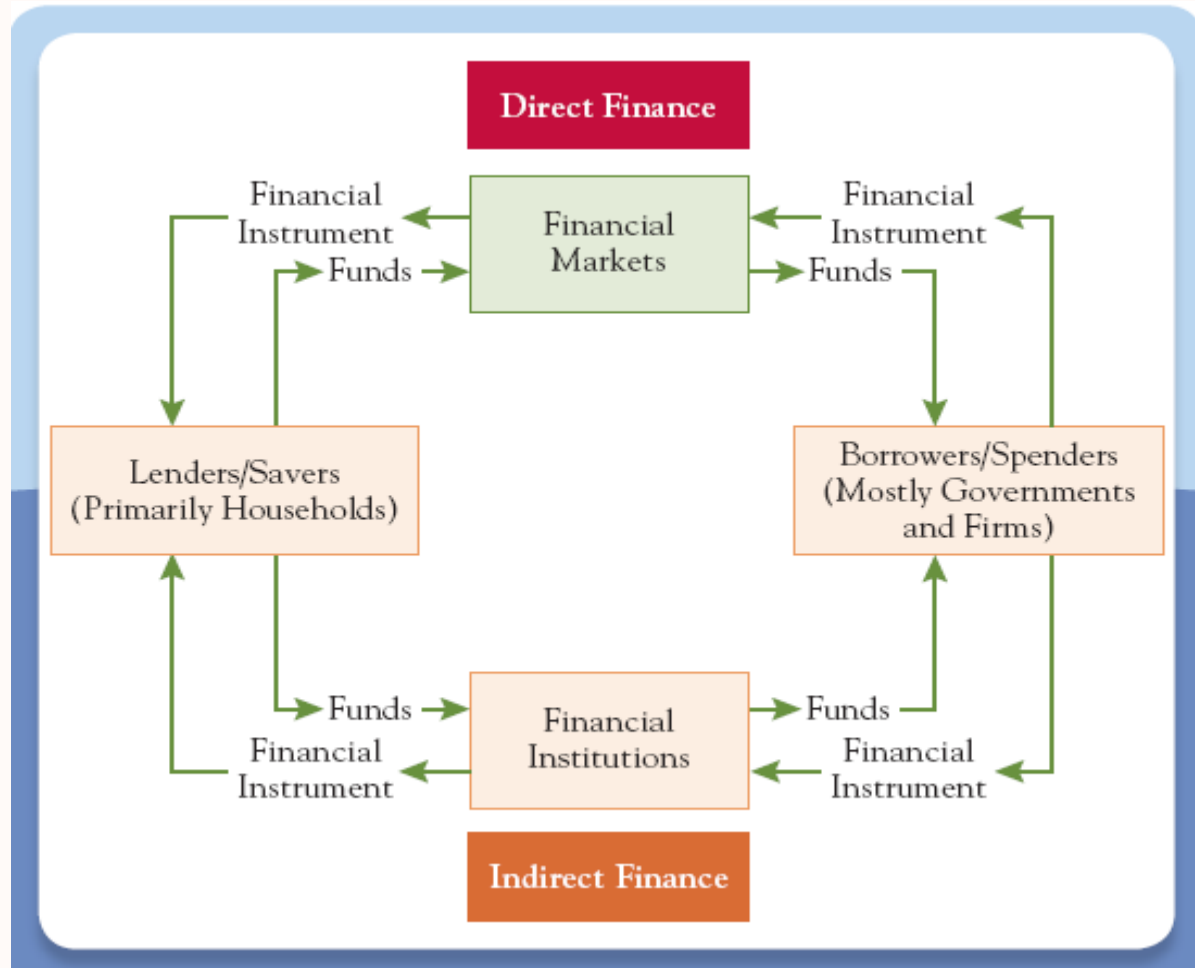 Direct Finance
Financial
Instrument
Funds
Financial
Markets
Financial
Instrument
Funds
Lenders/Savers
(Primarily Households)
Borrowers/Spenders
(Mostly Governments
and Firms)
Funds
Financial
Instrument
Financial
Institutions
Funds
Financial
Instrument
Indirect Finance